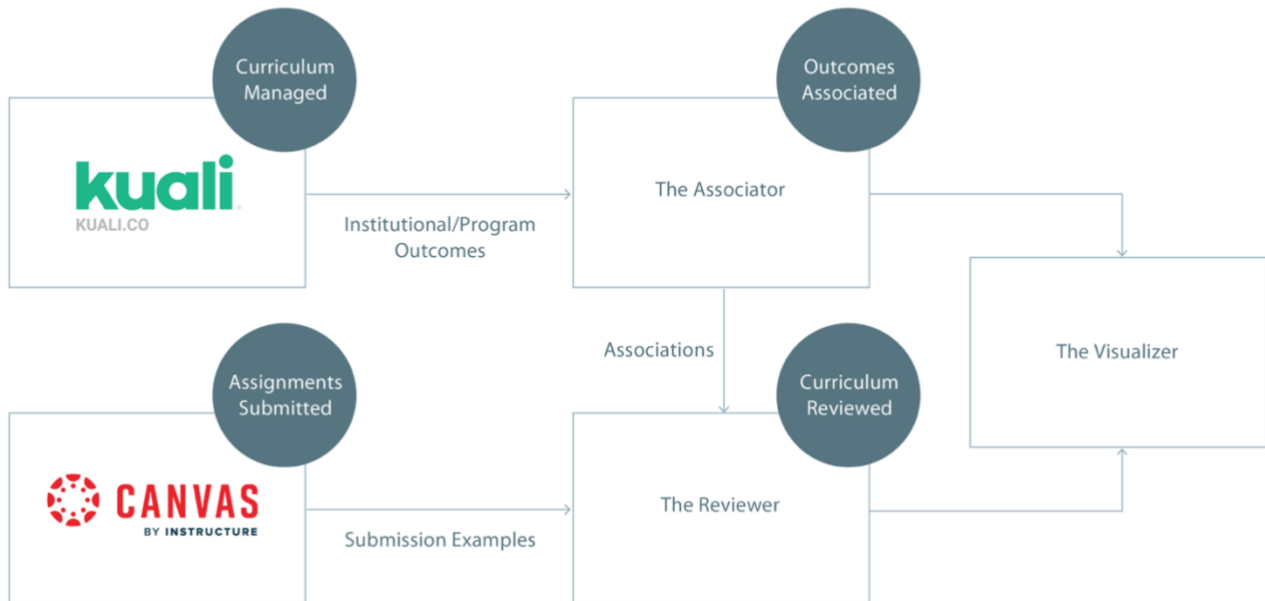 Curriculum
Managed
Outcomes
Associated
kuali
KUALI.CO
Institutional/Program
Outcomes
The Associator
Associations
The Visualizer
Assignments
Submitted
Curriculum
Reviewed
CANVAS
BY INSTRUCTURE
Submission Examples
The Reviewer